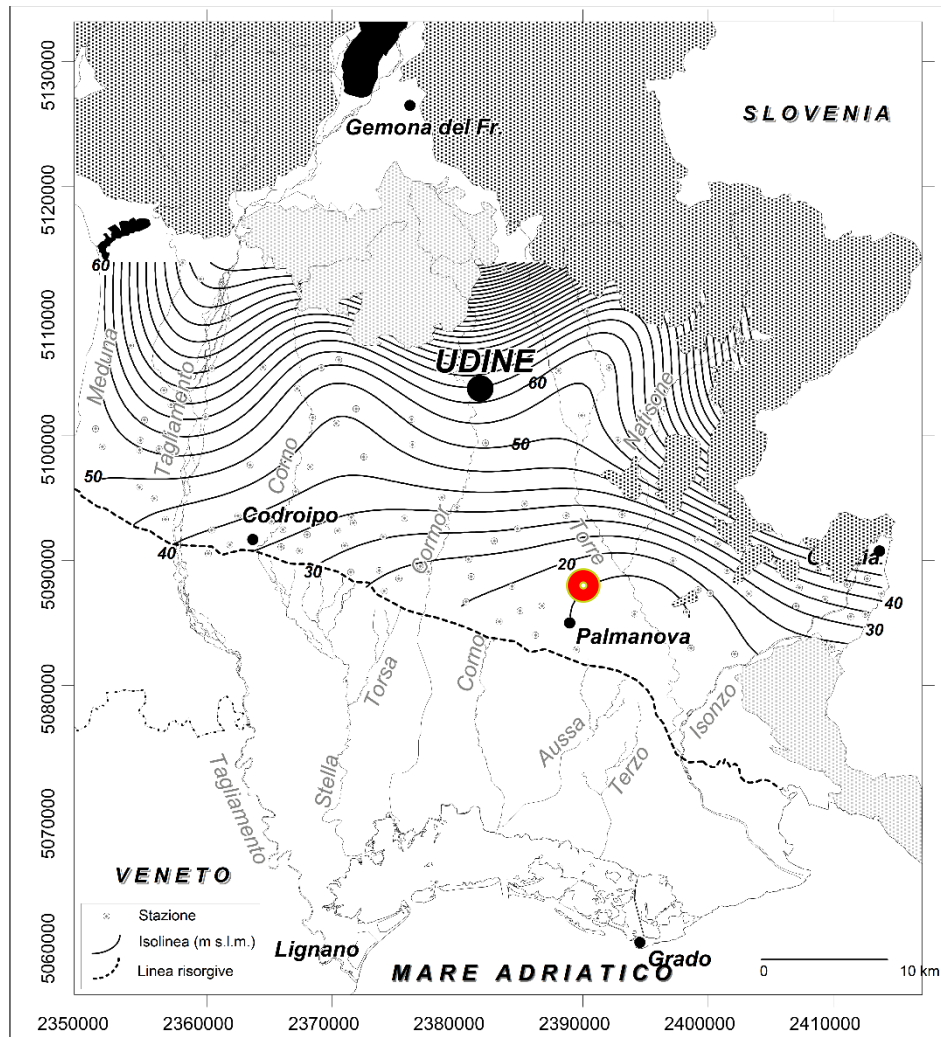 5130000
Gemona del Fr.
SLOVENIA
5120000
60
5110000
Meduna
Tagliamento
UDINE
60
Natisone
5100000
Corno
50
50
Codroipo
Cormor
Torre
40
30
20
40
30
5090000
Palmanova
Torsa
Corno
Isonzo
5080000
Aussa
Terzo
Stella
Tagliamento
5070000
VENETO
Stazione
Isolinea (m s.l.m.)
Linea risorgive
Lignano
Grado
MARE ADRIATICO
0 10 km
5060000
2350000 2360000 2370000 2380000 2390000 2400000 2410000